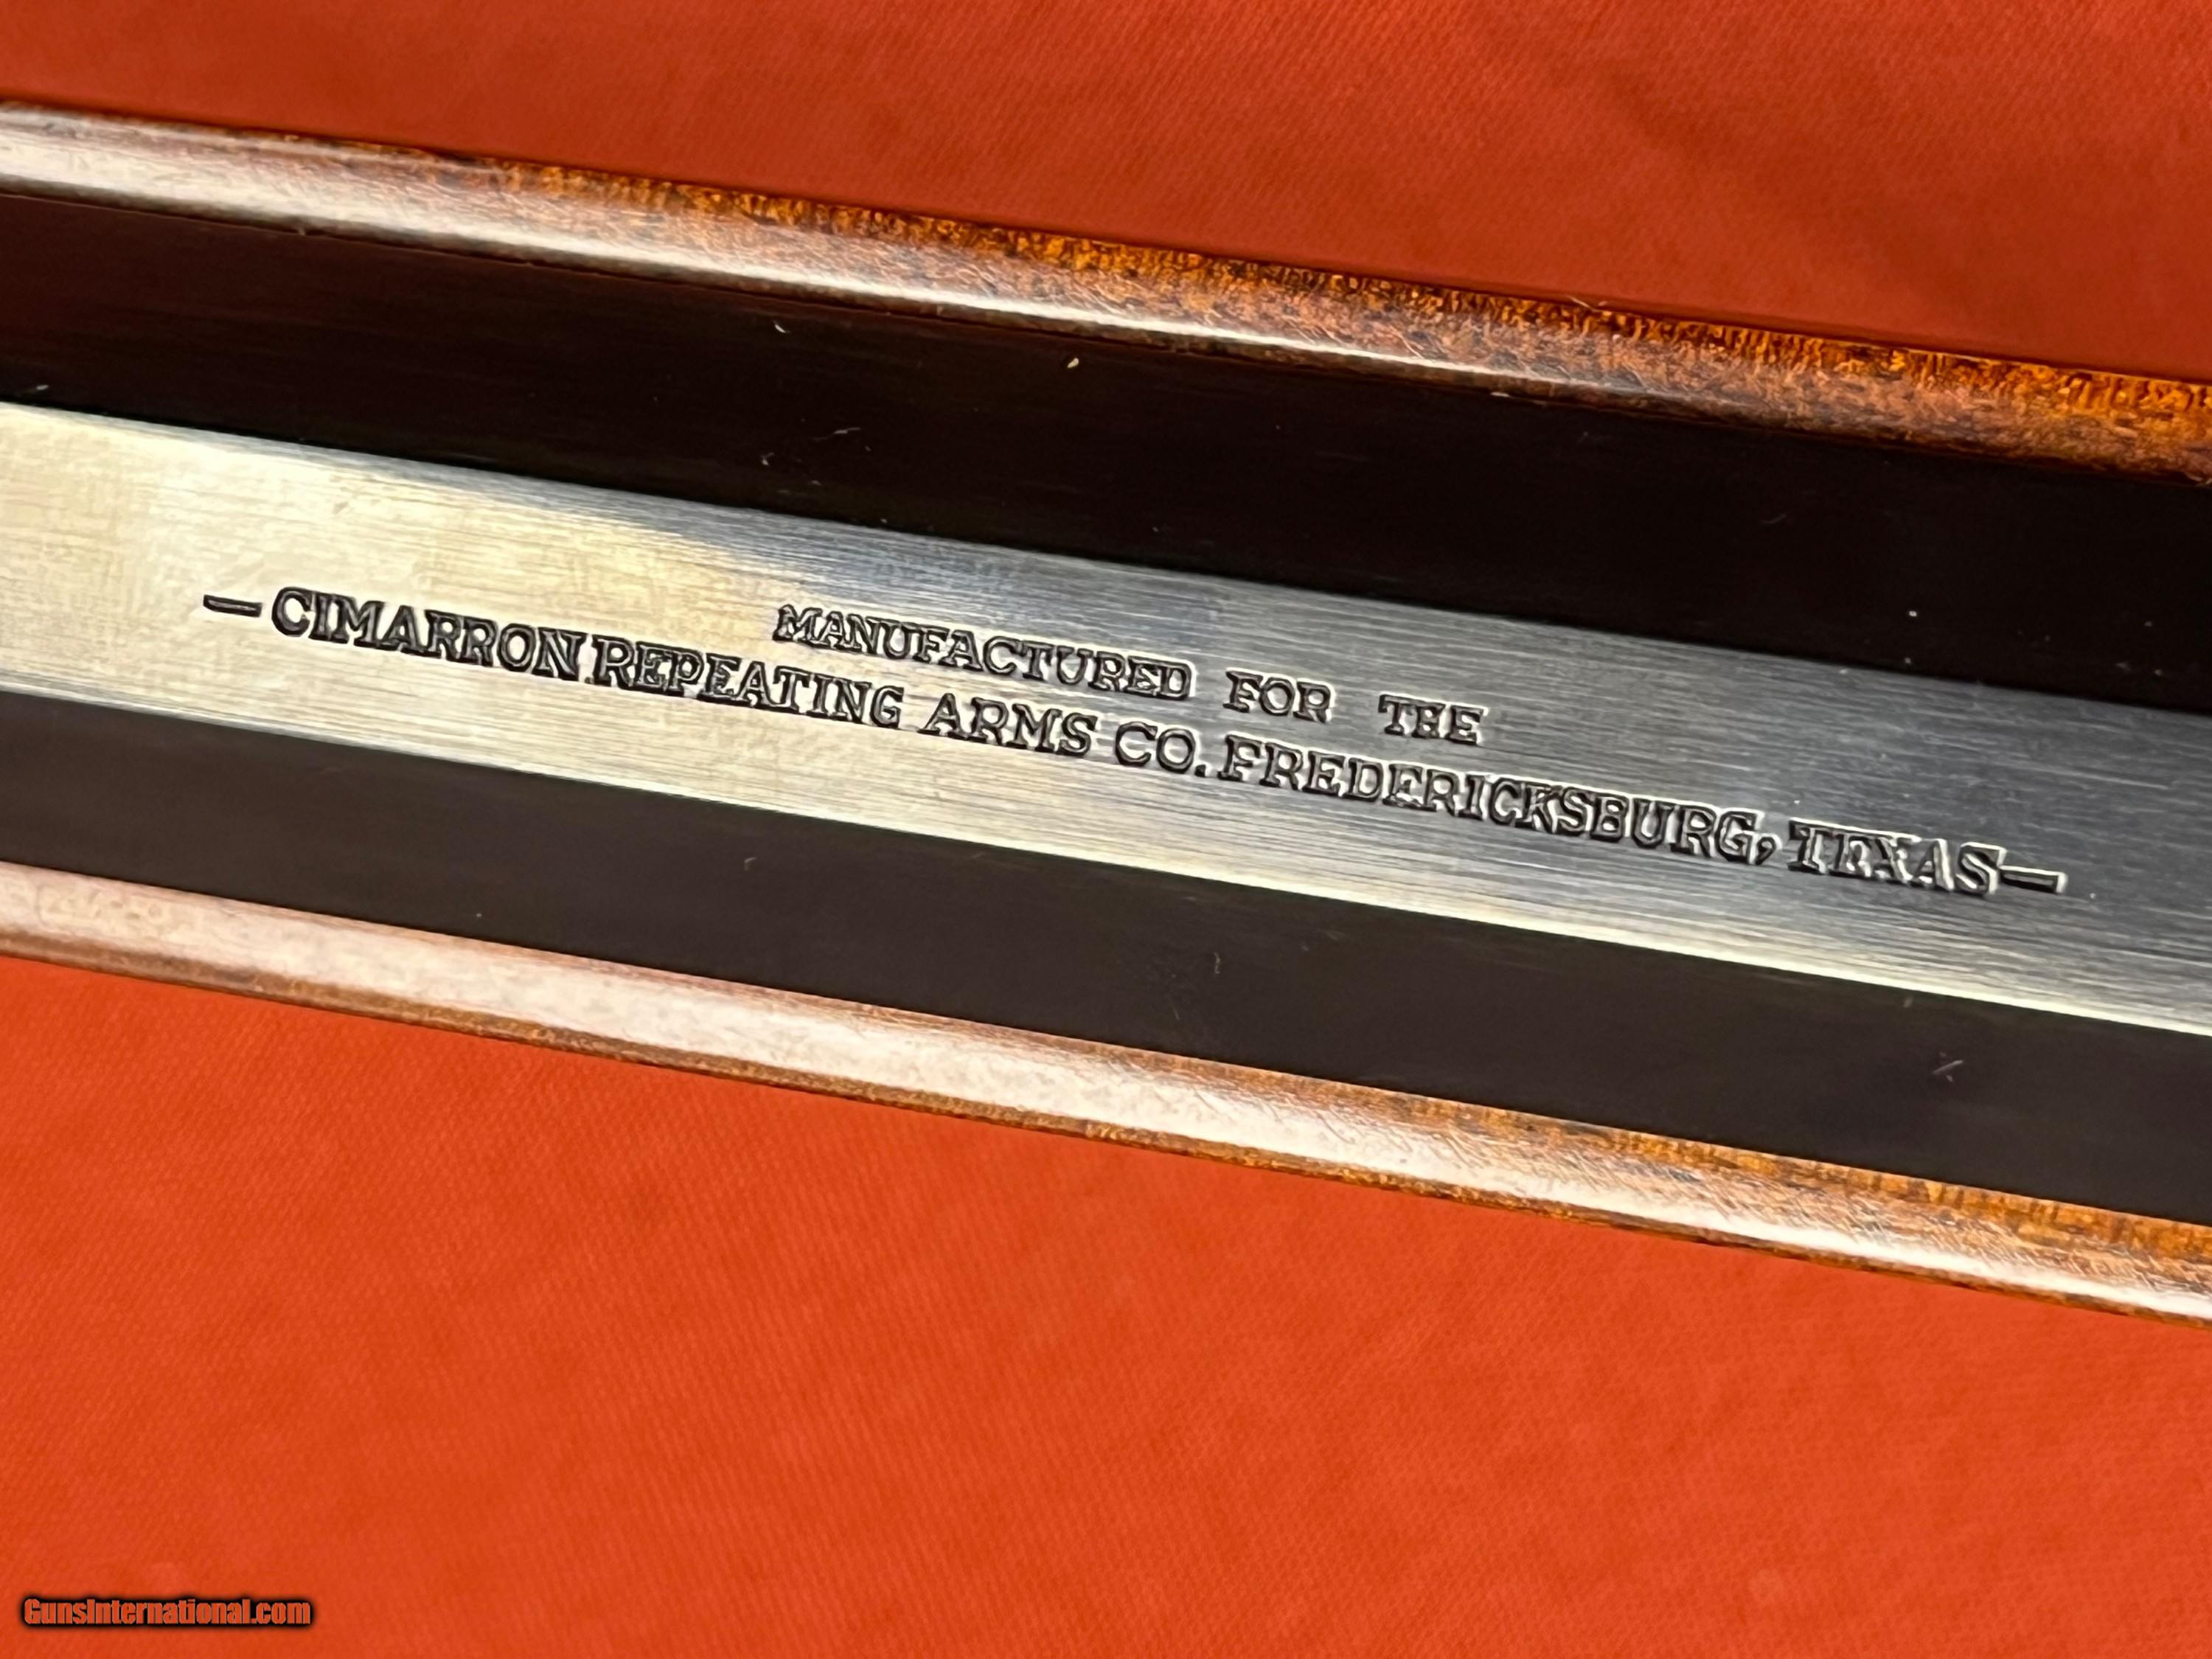 MANUFACTURED FOR THE
—CIMARRON REPEATING ARMS CO. FREDERICKSBURG, TEXAS—
GunsInternational.com